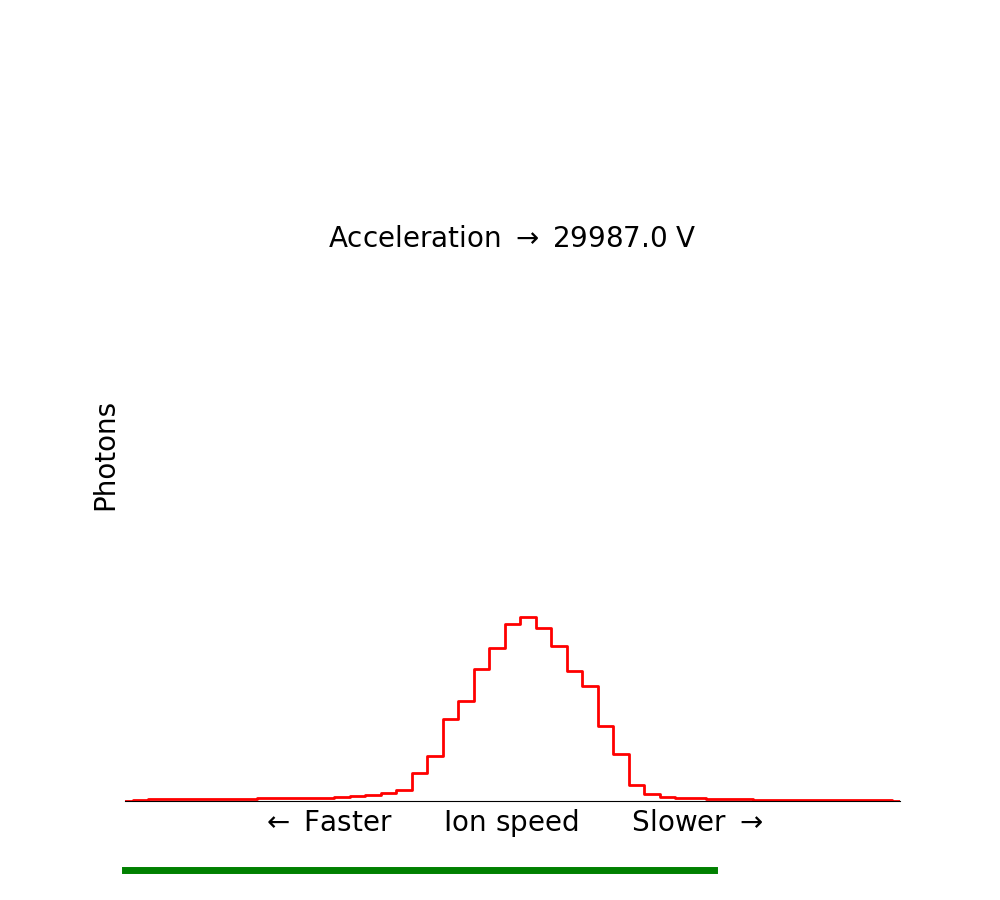 Acceleration → 29987.0 V
Photons
← Faster Ion speed Slower →